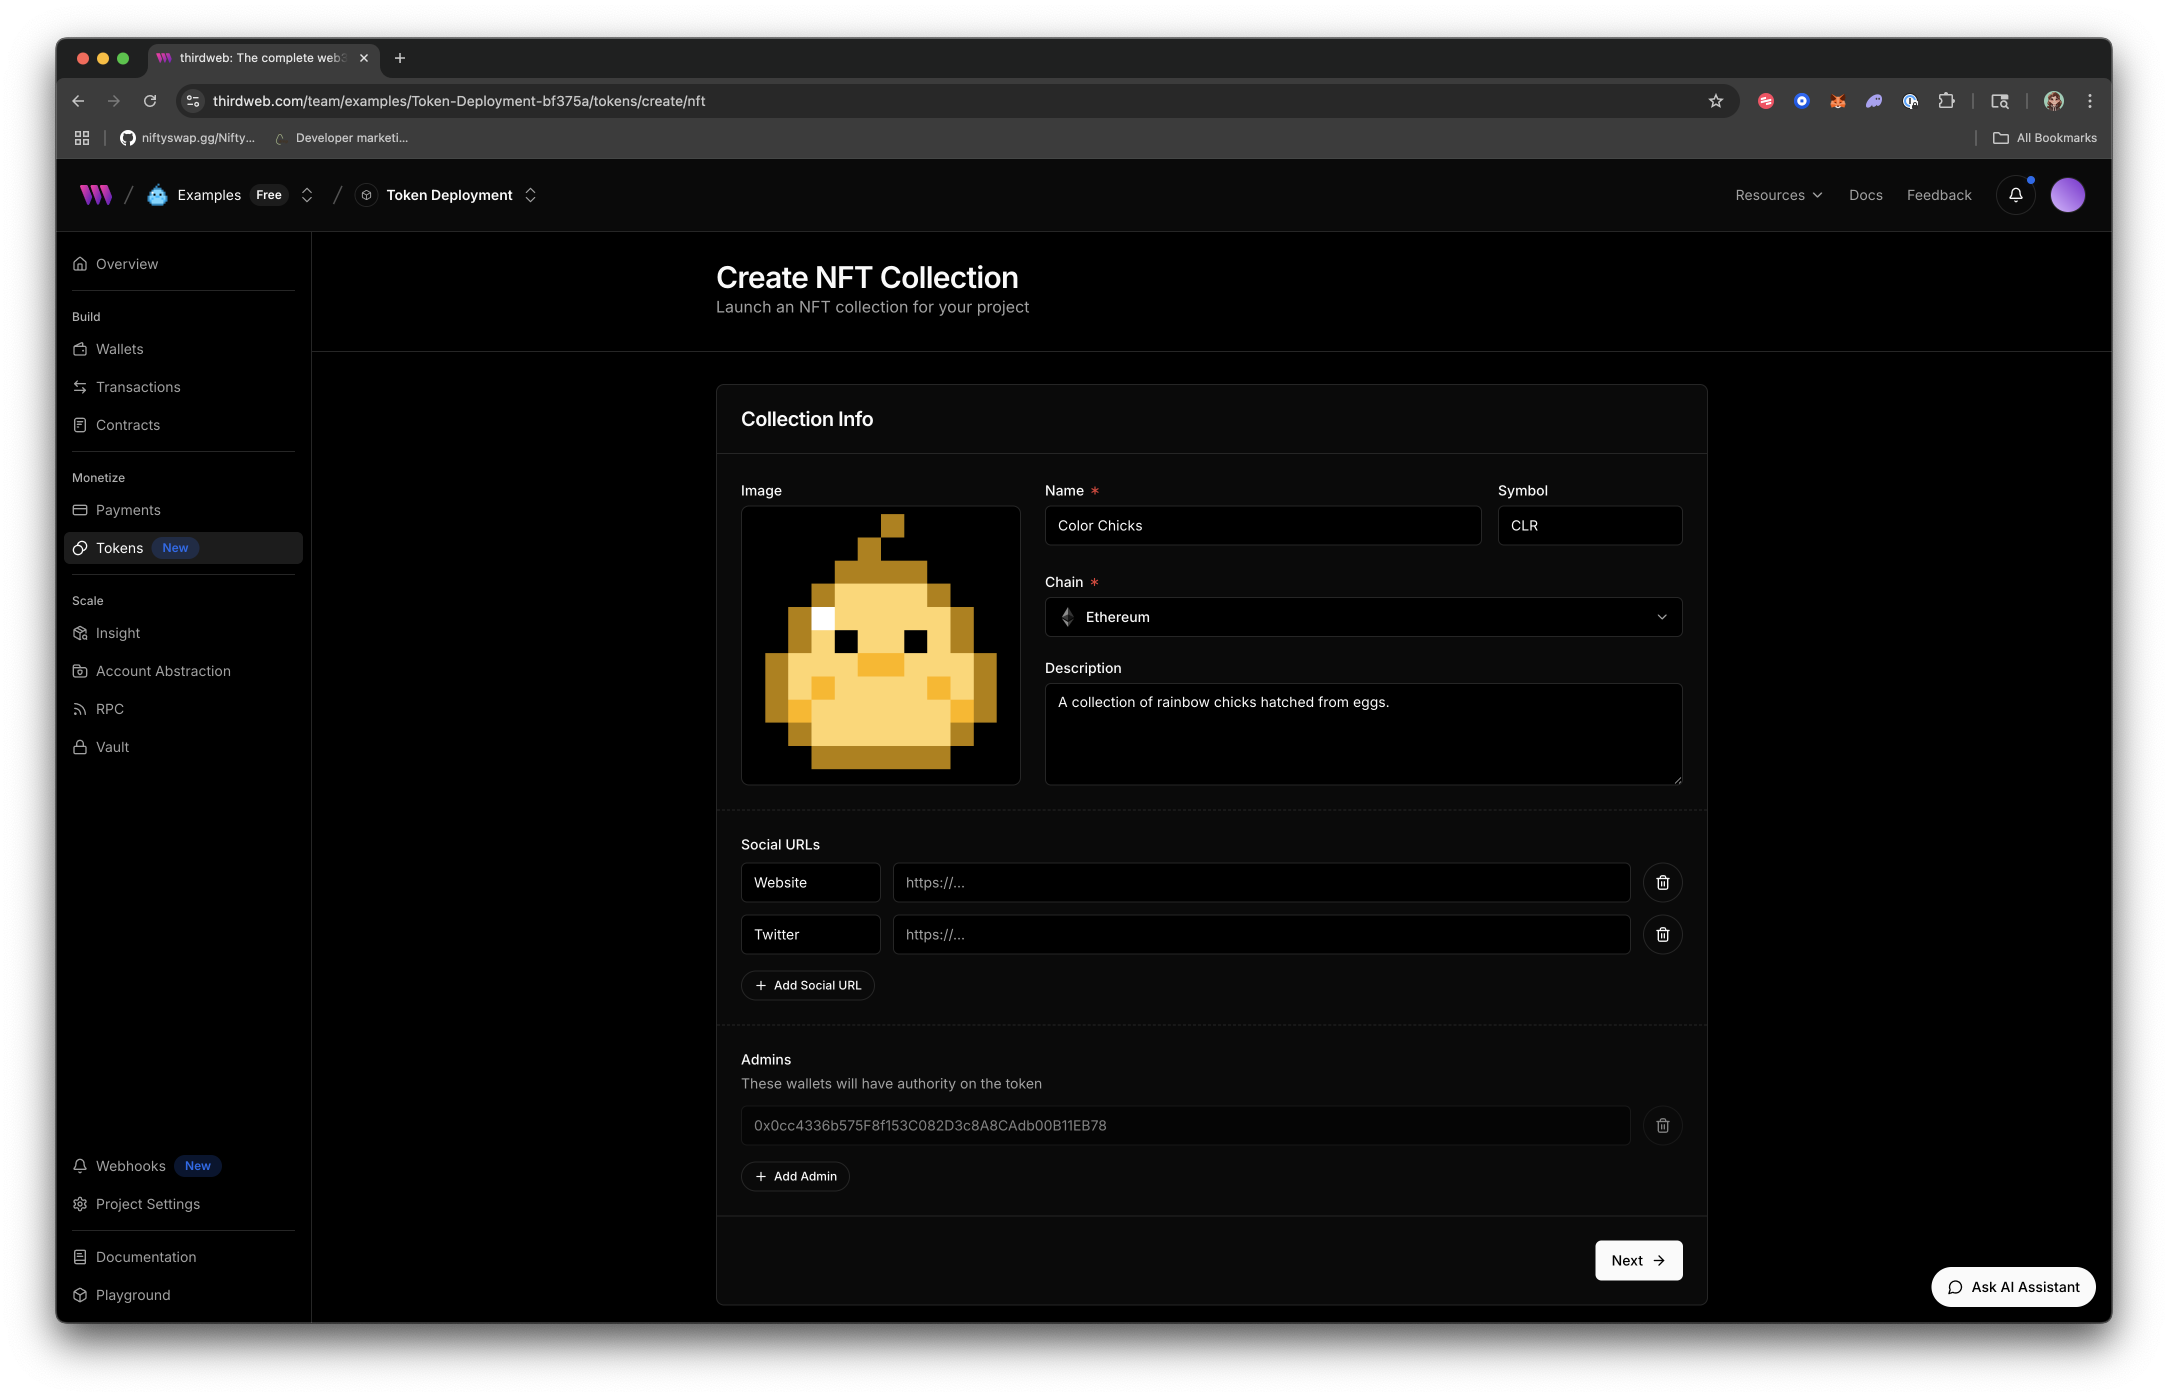 thirdweb: The complete web3
thirdweb.com/team/examples/Token-Deployment-bf375a/tokens/create/nft
niftyswap.gg/Nifty...
Developer marketi...
All Bookmarks
Examples
Free
Token Deployment
Resources
Docs
Feedback
Overview
Build
Wallets
Transactions
Contracts
Monetize
Payments
Tokens
New
Scale
Insight
Account Abstraction
RPC
Vault
Webhooks
New
Project Settings
Documentation
Playground
Create NFT Collection
Launch an NFT collection for your project
Collection Info
Image
Name *
Color Chicks
Symbol
CLR
Chain *
Ethereum
Description
A collection of rainbow chicks hatched from eggs.
Social URLs
Website
https://...
Twitter
https://...
+ Add Social URL
Admins
These wallets will have authority on the token
0x0cc4336b575F8f153C082D3c8A8CAdb00B11EB78
+ Add Admin
Next →
Ask AI Assistant